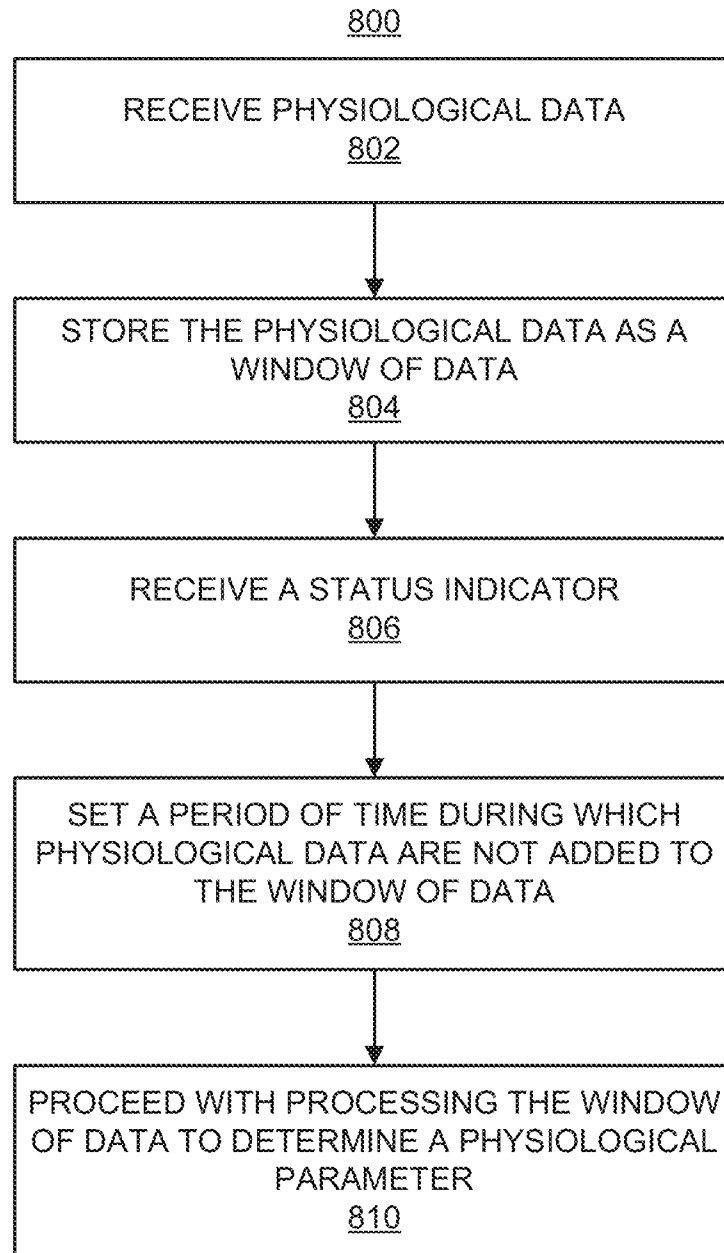 800
RECEIVE PHYSIOLOGICAL DATA
802
STORE THE PHYSIOLOGICAL DATA AS A
WINDOW OF DATA
804
RECEIVE A STATUS INDICATOR
806
SET A PERIOD OF TIME DURING WHICH
PHYSIOLOGICAL DATA ARE NOT ADDED TO
THE WINDOW OF DATA
808
PROCEED WITH PROCESSING THE WINDOW
OF DATA TO DETERMINE A PHYSIOLOGICAL
PARAMETER
810